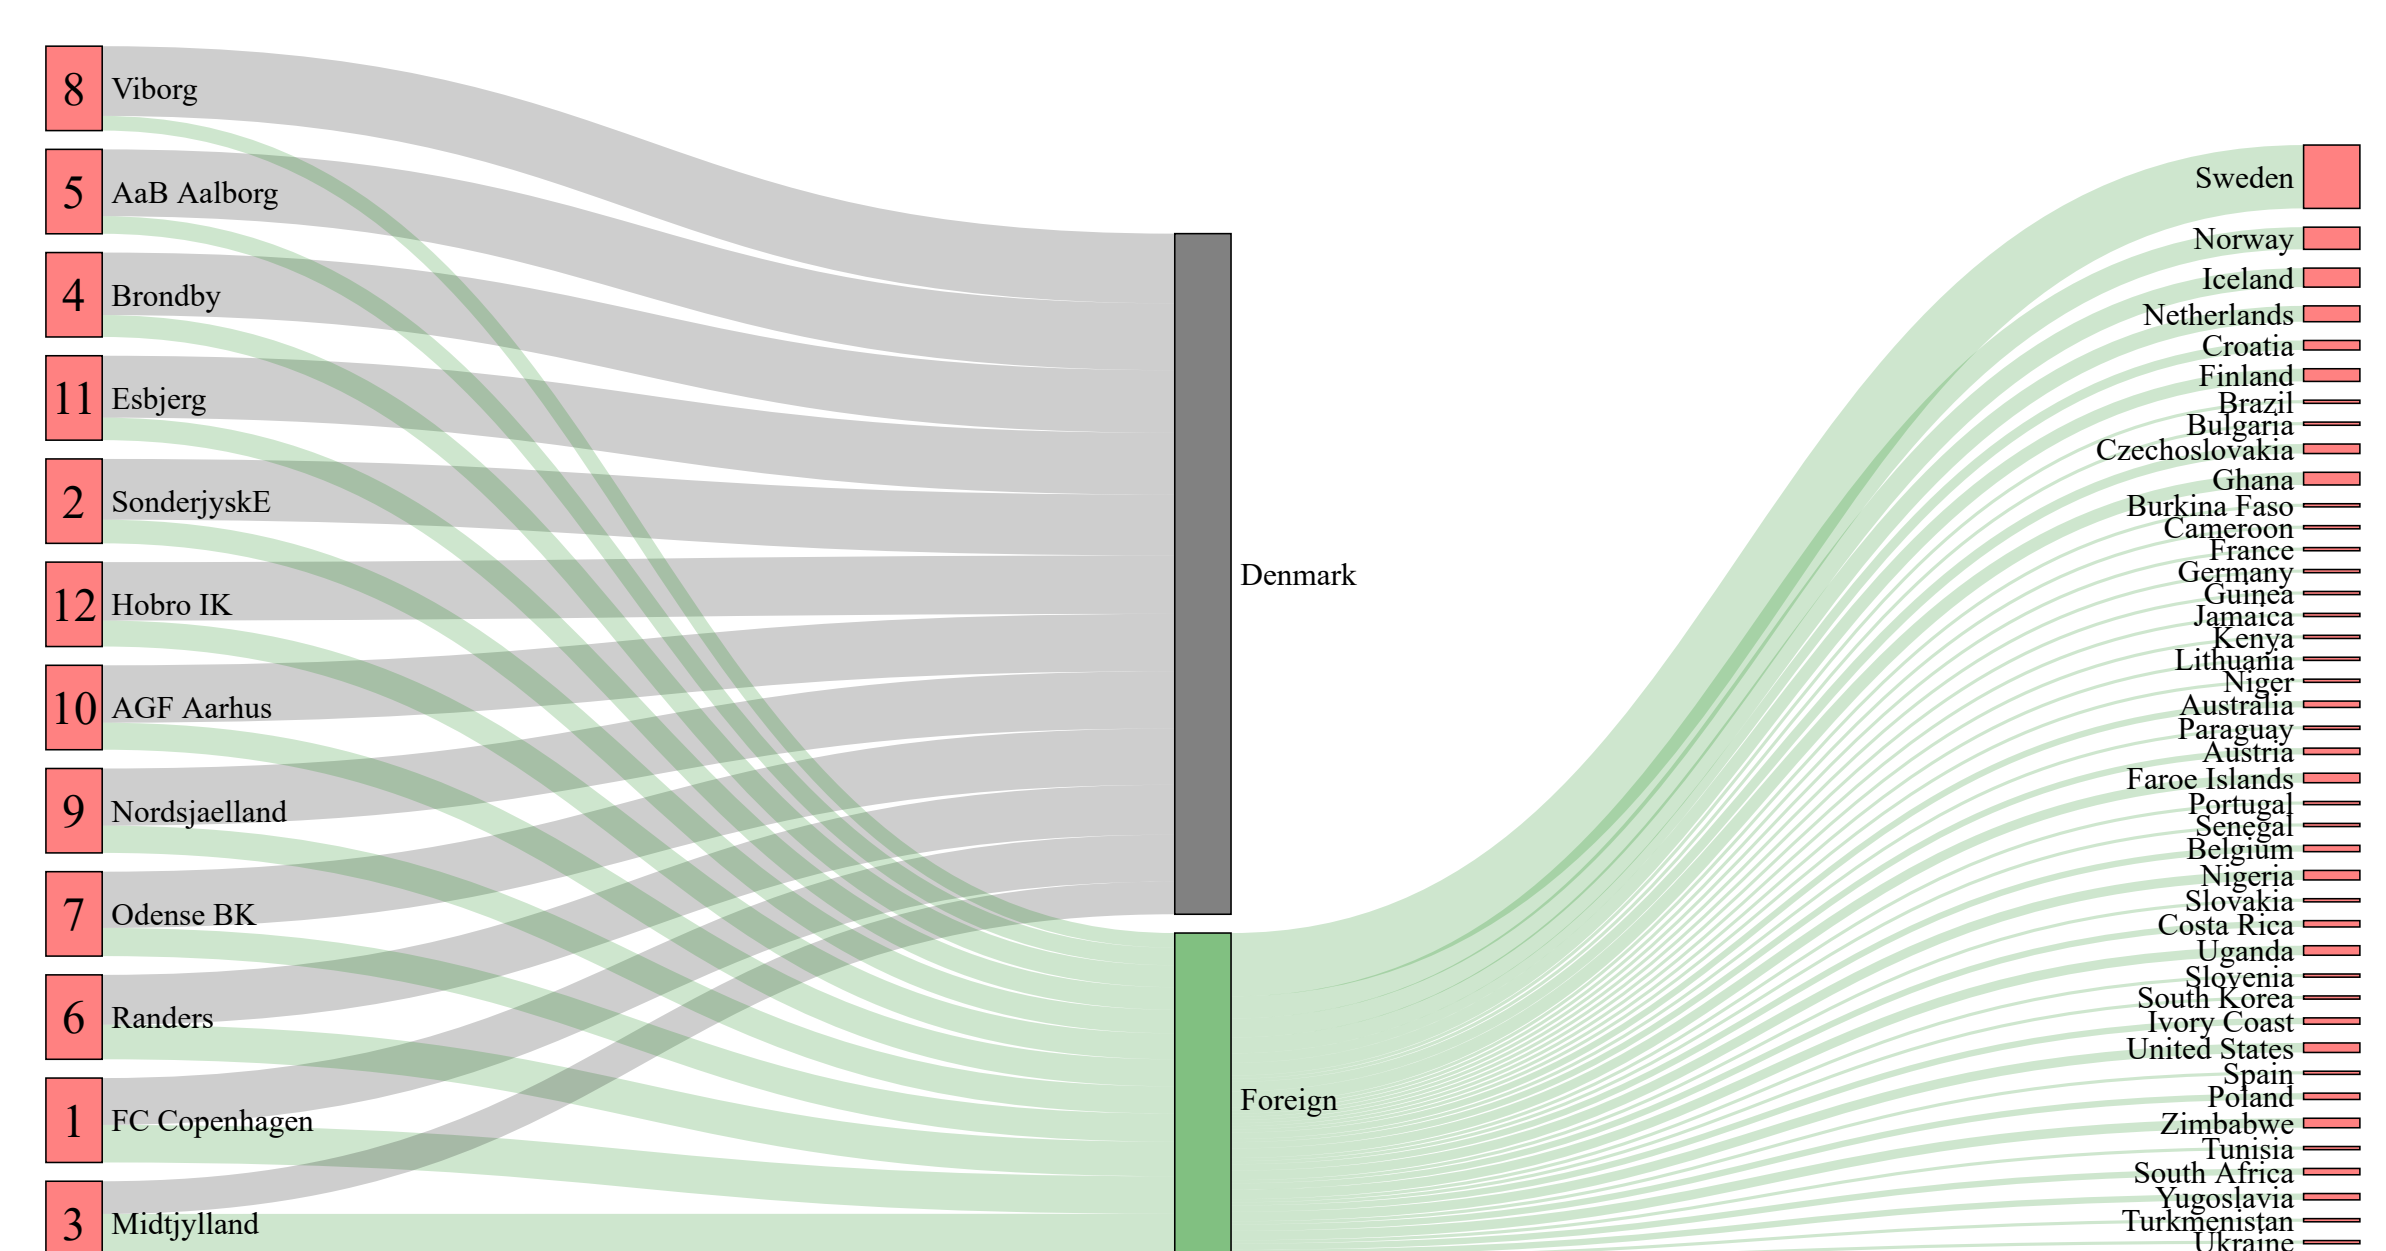 8 Viborg
5 AaB Aalborg
4 Brondby
11 Esbjerg
2 SonderjyskE
12 Hobro IK
10 AGF Aarhus
9 Nordsjaelland
7 Odense BK
6 Randers
1 FC Copenhagen
3 Midtjylland
Denmark
Foreign
Sweden
Norway
Iceland
Netherlands
Croatia
Finland
Brazil
Bulgaria
Czechoslovakia
Ghana
Burkina Faso
Cameroon
France
Germany
Guinea
Jamaica
Kenya
Lithuania
Niger
Australia
Paraguay
Austria
Faroe Islands
Portugal
Senegal
Belgium
Nigeria
Slovakia
Costa Rica
Uganda
Slovenia
South Korea
Ivory Coast
United States
Spain
Poland
Zimbabwe
Tunisia
South Africa
Yugoslavia
Turkmenistan
Ukraine